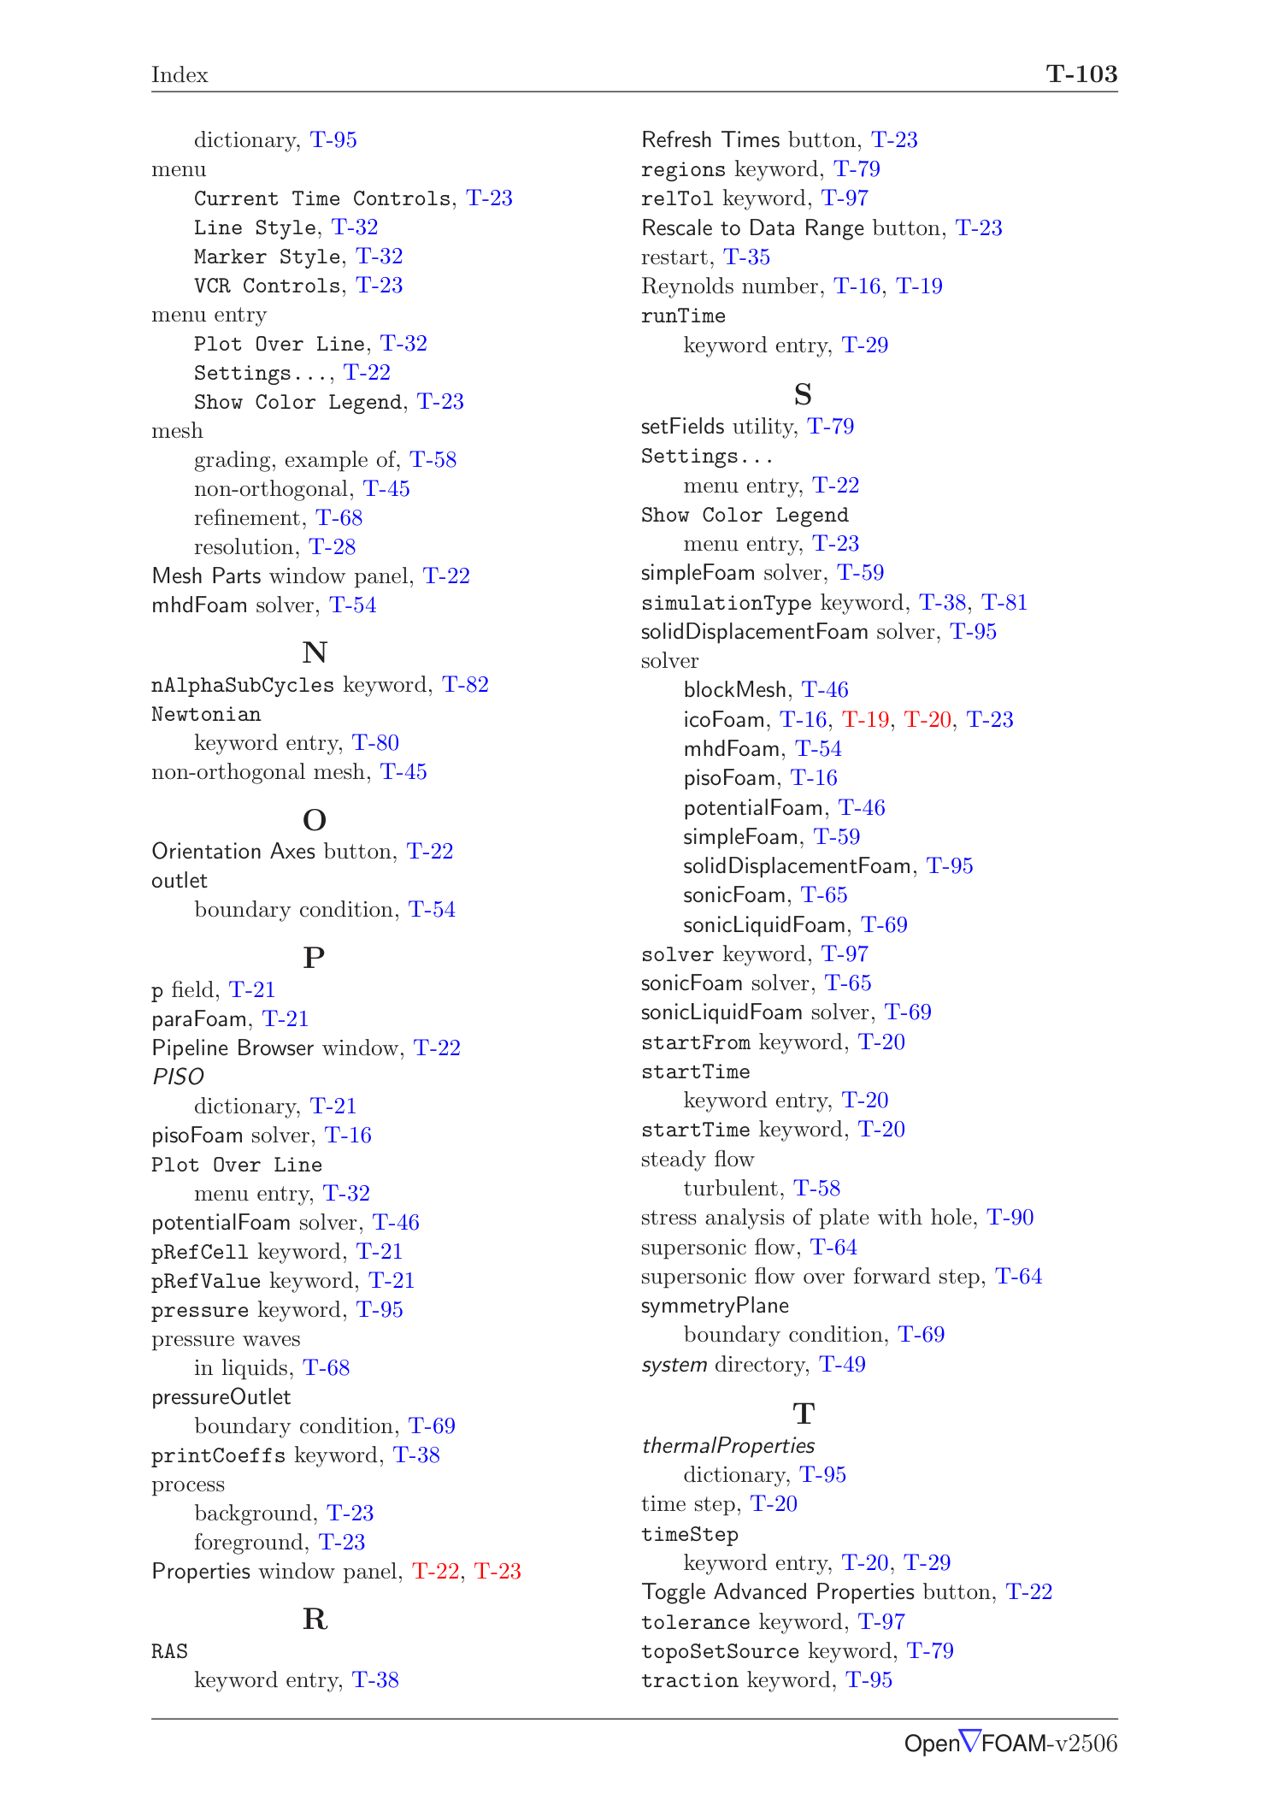 Index T-103
dictionary, T-95
menu
Current Time Controls, T-23
Line Style, T-32
Marker Style, T-32
VCR Controls, T-23
menu entry
Plot Over Line, T-32
Settings..., T-22
Show Color Legend, T-23
mesh
grading, example of, T-58
non-orthogonal, T-45
refinement, T-68
resolution, T-28
Mesh Parts window panel, T-22
mhdFoam solver, T-54
N
nAlphaSubCycles keyword, T-82
Newtonian
keyword entry, T-80
non-orthogonal mesh, T-45
O
Orientation Axes button, T-22
outlet
boundary condition, T-54
P
p field, T-21
paraFoam, T-21
Pipeline Browser window, T-22
PISO
dictionary, T-21
pisoFoam solver, T-16
Plot Over Line
menu entry, T-32
potentialFoam solver, T-46
pRefCell keyword, T-21
pRefValue keyword, T-21
pressure keyword, T-95
pressure waves
in liquids, T-68
pressureOutlet
boundary condition, T-69
printCoeffs keyword, T-38
process
background, T-23
foreground, T-23
Properties window panel, T-22, T-23
R
RAS
keyword entry, T-38
Refresh Times button, T-23
regions keyword, T-79
relTol keyword, T-97
Rescale to Data Range button, T-23
restart, T-35
Reynolds number, T-16, T-19
runTime
keyword entry, T-29
S
setFields utility, T-79
Settings...
menu entry, T-22
Show Color Legend
menu entry, T-23
simpleFoam solver, T-59
simulationType keyword, T-38, T-81
solidDisplacementFoam solver, T-95
solver
blockMesh, T-46
icoFoam, T-16, T-19, T-20, T-23
mhdFoam, T-54
pisoFoam, T-16
potentialFoam, T-46
simpleFoam, T-59
solidDisplacementFoam, T-95
sonicFoam, T-65
sonicLiquidFoam, T-69
solver keyword, T-97
sonicFoam solver, T-65
sonicLiquidFoam solver, T-69
startFrom keyword, T-20
startTime
keyword entry, T-20
startTime keyword, T-20
steady flow
turbulent, T-58
stress analysis of plate with hole, T-90
supersonic flow, T-64
supersonic flow over forward step, T-64
symmetryPlane
boundary condition, T-69
system directory, T-49
T
thermalProperties
dictionary, T-95
time step, T-20
timeStep
keyword entry, T-20, T-29
Toggle Advanced Properties button, T-22
tolerance keyword, T-97
topoSetSource keyword, T-79
traction keyword, T-95
Open▽FOAM-v2506